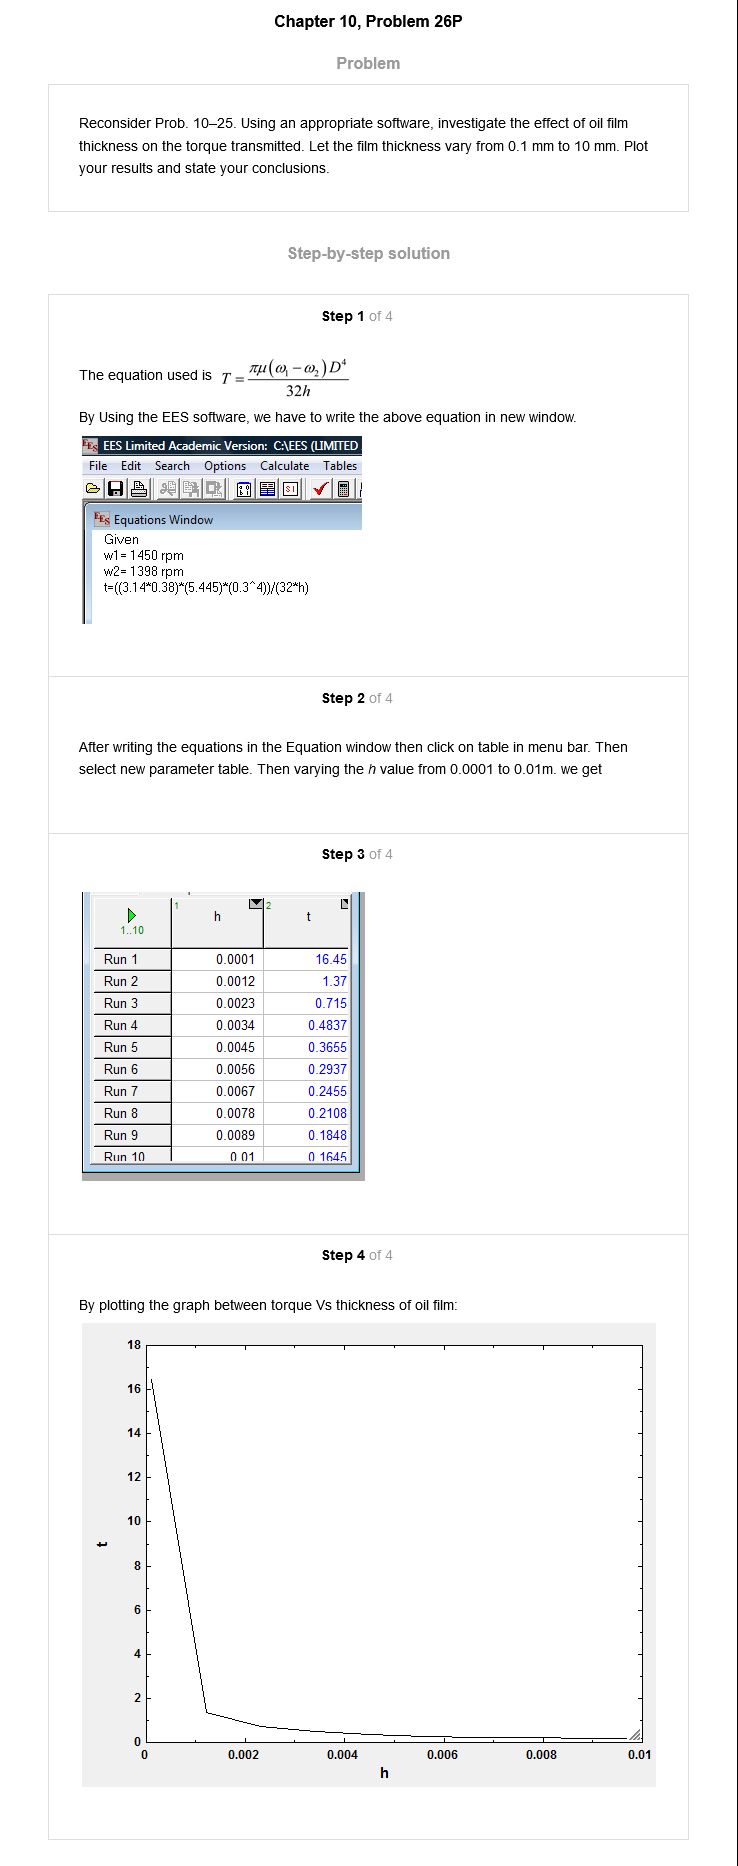 Chapter 10, Problem 26P
Problem
Reconsider Prob. 10–25. Using an appropriate software, investigate the effect of oil film
thickness on the torque transmitted. Let the film thickness vary from 0.1 mm to 10 mm. Plot
your results and state your conclusions.
Step-by-step solution
Step 1 of 4
The equation used is T = πμ(ω₁ − ω₂)D⁴ / 32h
By Using the EES software, we have to write the above equation in new window.
EES EES Limited Academic Version: C:\EES (LIMITED
File Edit Search Options Calculate Tables
EES Equations Window
Given
w1= 1450 rpm
w2= 1398 rpm
t=((3.14*0.38)*(5.445)*(0.3^4))/(32*h)
Step 2 of 4
After writing the equations in the Equation window then click on table in menu bar. Then
select new parameter table. Then varying the h value from 0.0001 to 0.01m. we get
Step 3 of 4
1..10 1 h 2 t
Run 1 0.0001 16.45
Run 2 0.0012 1.37
Run 3 0.0023 0.715
Run 4 0.0034 0.4837
Run 5 0.0045 0.3655
Run 6 0.0056 0.2937
Run 7 0.0067 0.2455
Run 8 0.0078 0.2108
Run 9 0.0089 0.1848
Run 10 0.01 0.1645
Step 4 of 4
By plotting the graph between torque Vs thickness of oil film:
18
16
14
12
10
8
6
4
2
0
t
0 0.002 0.004 0.006 0.008 0.01
h